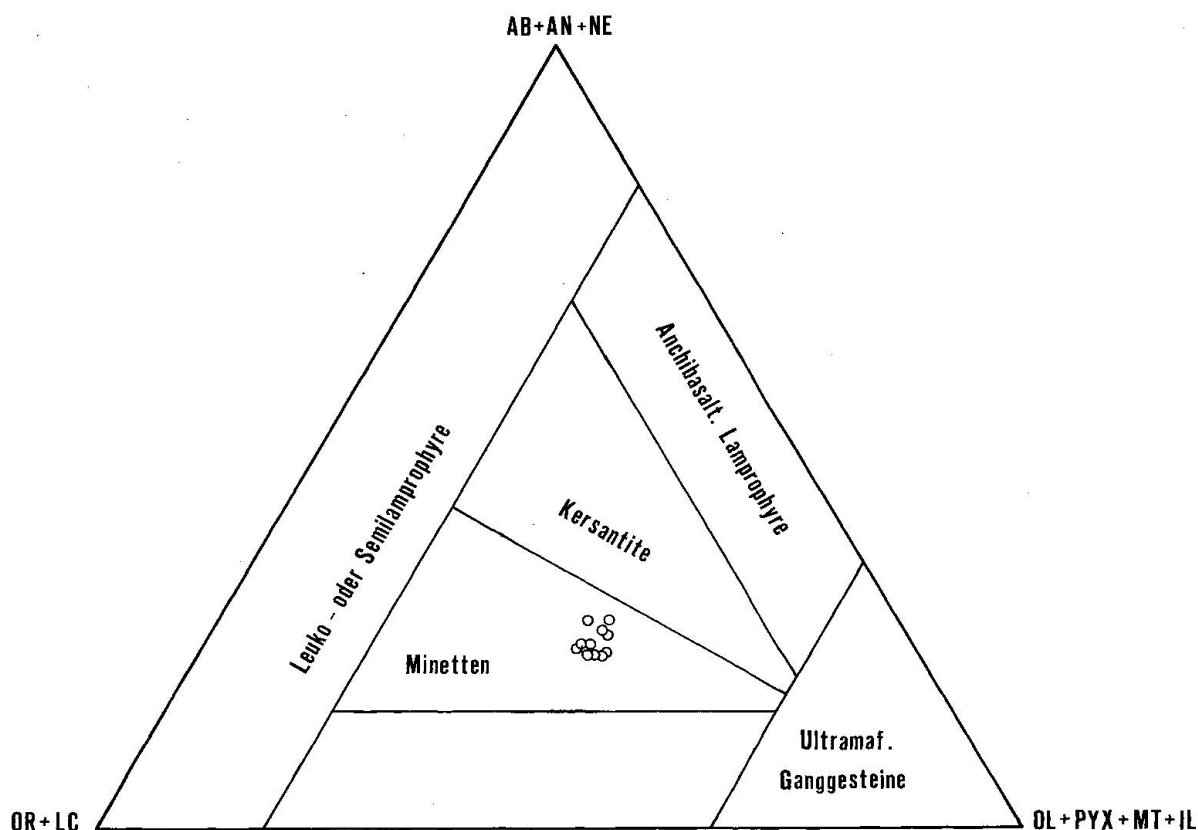 AB+AN+NE
Anchibasalt. Lamprophyre
Leuko- oder Semilamprophyre
Kersantite
Minetten
Ultramaf.
Ganggesteine
OR+LC
OL+PYX+MT+IL